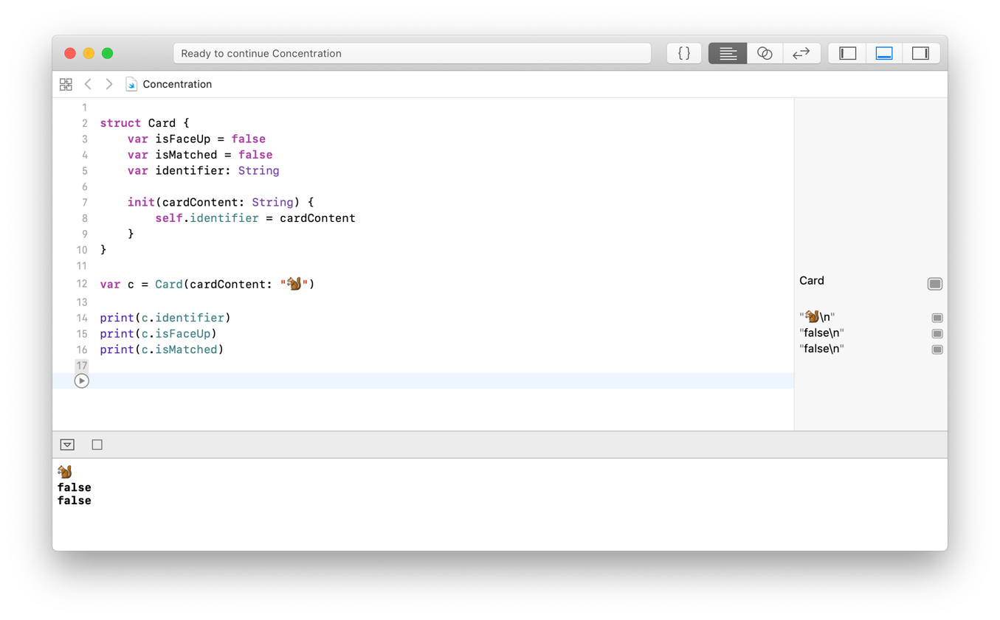 Ready to continue Concentration
{ }
Concentration
1
2 struct Card {
3     var isFaceUp = false
4     var isMatched = false
5     var identifier: String
6
7     init(cardContent: String) {
8         self.identifier = cardContent
9     }
10 }
11
12 var c = Card(cardContent: "🐿️") Card
13
14 print(c.identifier) "🐿️\n"
15 print(c.isFaceUp) "false\n"
16 print(c.isMatched) "false\n"
17
🐿️
false
false